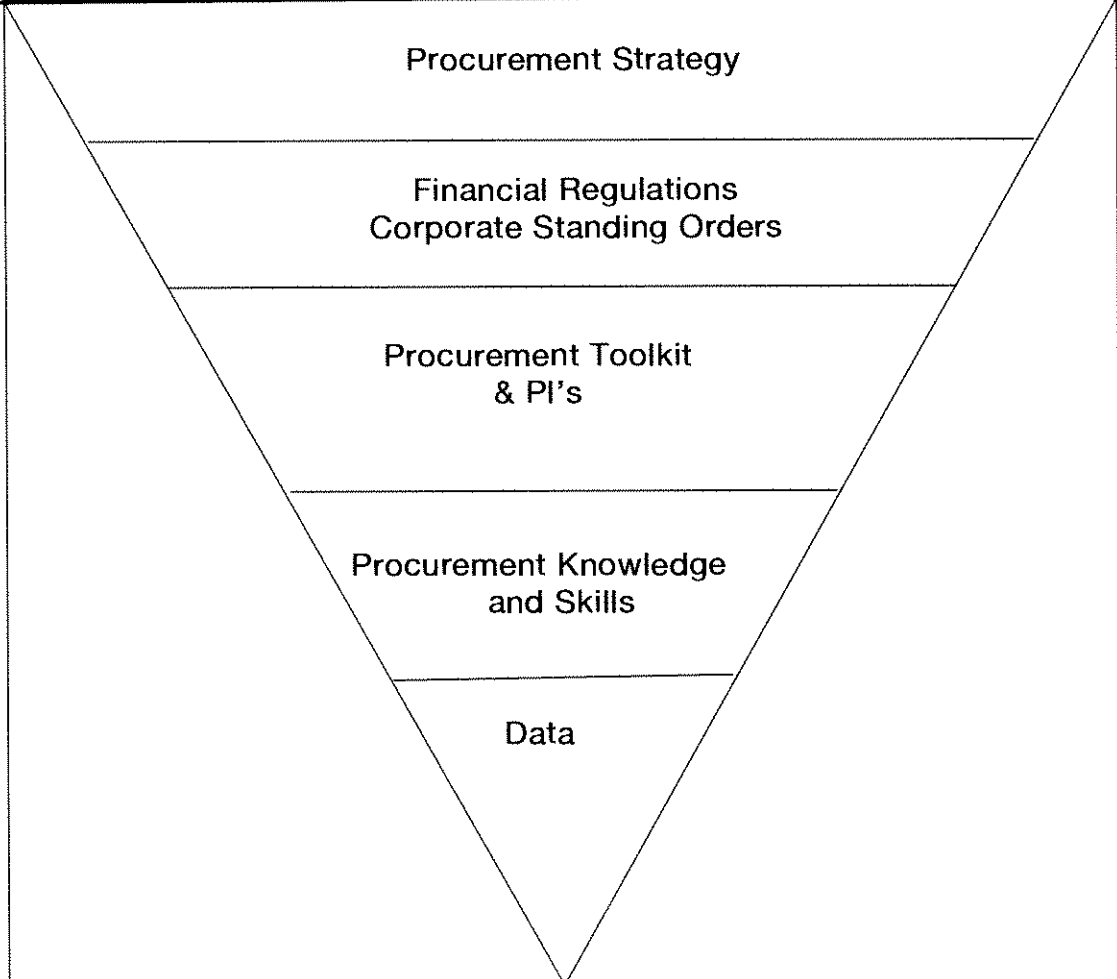 Procurement Strategy
Financial Regulations
Corporate Standing Orders
Procurement Toolkit
& PI's
Procurement Knowledge
and Skills
Data